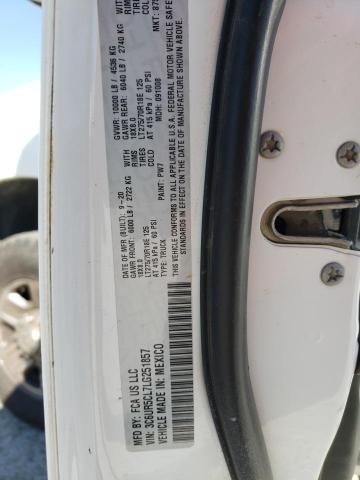 MFD BY: FCA US LLC
VIN: 3C6UR5CL7LG251857
MADE IN: MEXICO
DATE OF MFR (BUILT): 9-20
GVWR: 10000 LB / 4536 KG
GAWR FRONT: 6000 LB / 2722 KG
WITH
GAWR REAR: 6040 LB / 2740 KG
WITH
18X8.0
RIMS
18X8.0
RIMS
LT275/70R18E 125
TIRES
LT275/70R18E 125
TIRES
AT 415 kPa / 60 PSI
COLD
AT 415 kPa / 60 PSI
COLD
TYPE: TRUCK
PAINT: PW7
MDH: 091008
MKT: 87
THIS VEHICLE CONFORMS TO ALL APPLICABLE U.S.A. FEDERAL MOTOR VEHICLE SAFE
STANDARDS IN EFFECT ON THE DATE OF MANUFACTURE SHOWN ABOVE.